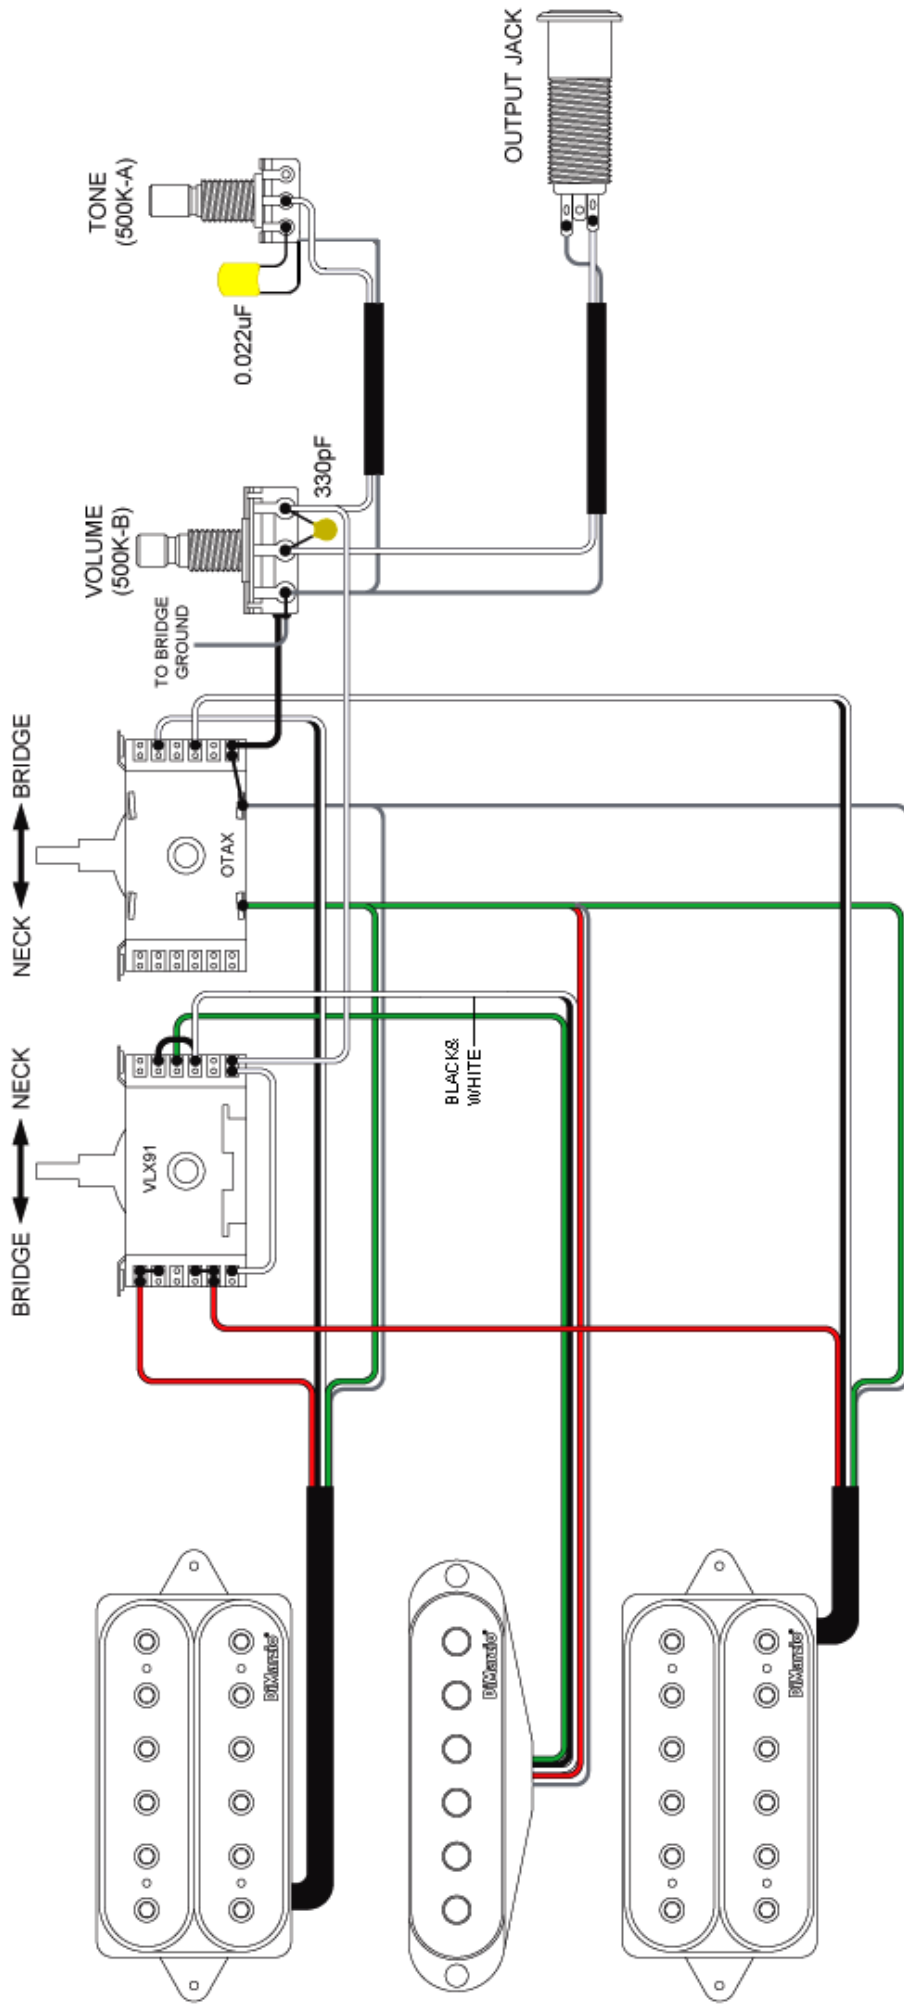 OUTPUT JACK
TONE
(500K-A)
0.022uF
VOLUME
(500K-B)
330pF
TO BRIDGE
GROUND
NECK
BRIDGE
OTAX
BRIDGE
NECK
VLX91
BLACK&
WHITE
DiMarzio®
DiMarzio®
DiMarzio®